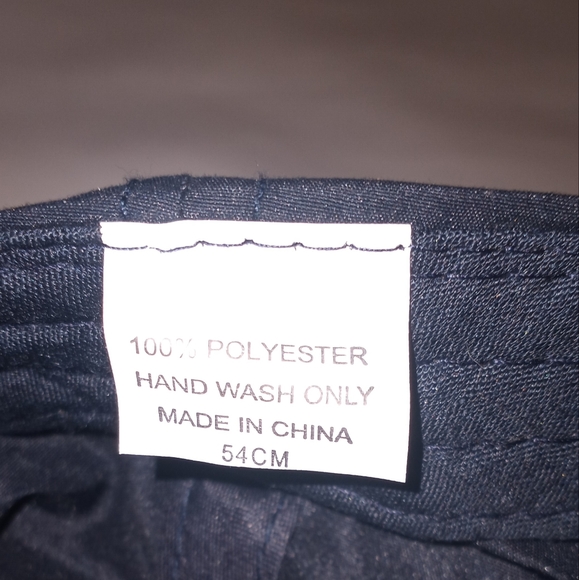 100% POLYESTER
HAND WASH ONLY
MADE IN CHINA
54CM